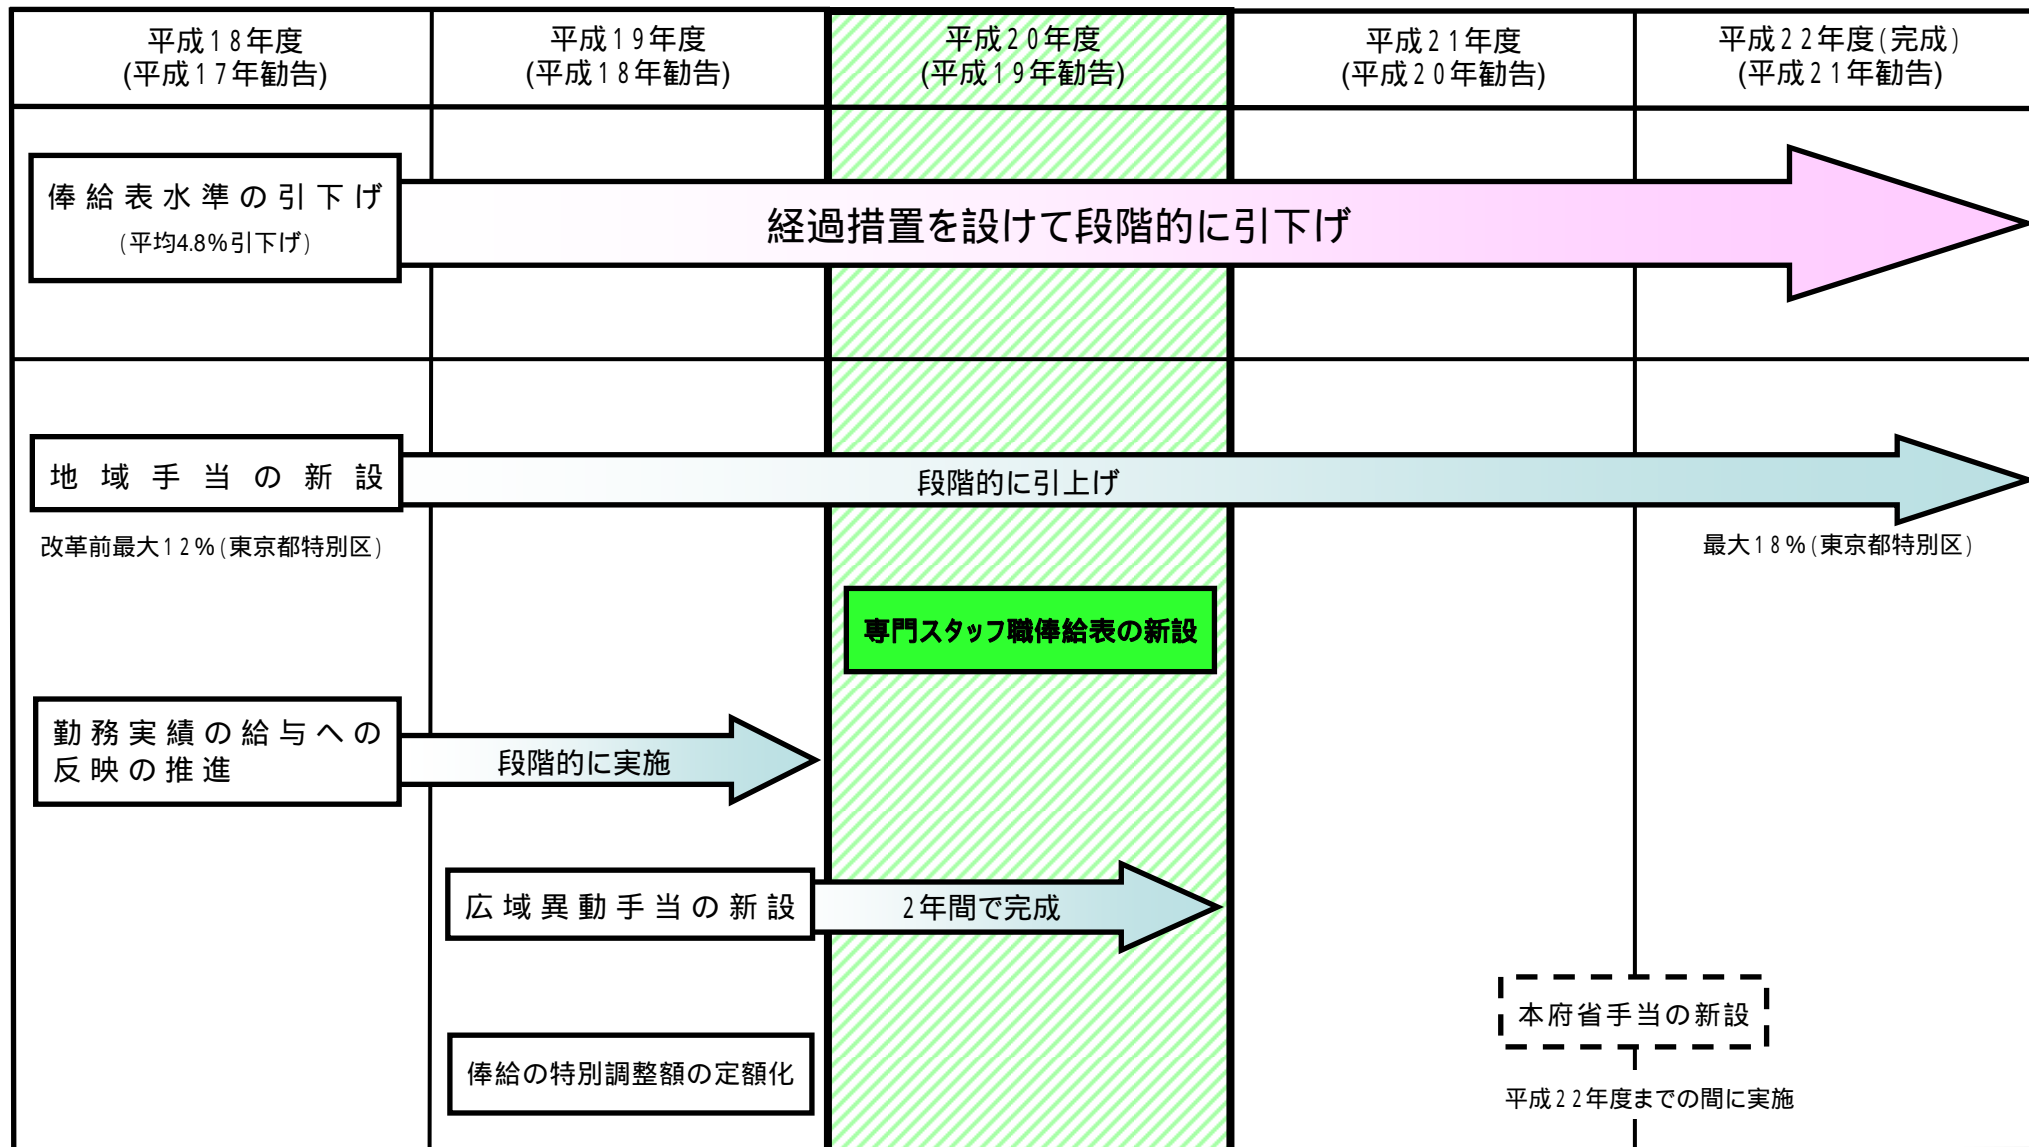 平成18年度
(平成17年勧告)
平成19年度
(平成18年勧告)
平成20年度
(平成19年勧告)
平成21年度
(平成20年勧告)
平成22年度(完成)
(平成21年勧告)
俸給表水準の引下げ
(平均4.8%引下げ)
経過措置を設けて段階的に引下げ
地域手当の新設
段階的に引上げ
改革前最大12%(東京都特別区)
最大18%(東京都特別区)
専門スタッフ職俸給表の新設
勤務実績の給与への
反映の推進
段階的に実施
広域異動手当の新設
2年間で完成
本府省手当の新設
俸給の特別調整額の定額化
平成22年度までの間に実施